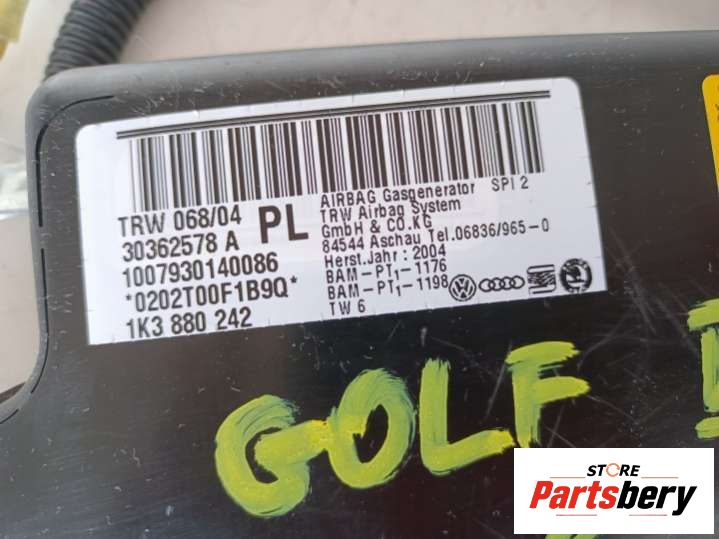 TRW 068/04
30362578 A
PL
1007930140086
*0202T00F1B9Q*
1K3 880 242
AIRBAG Gasgenerator SPI 2
TRW Airbag System
GmbH & CO.KG
84544 Aschau Tel.06836/965-0
Herst.Jahr: 2004
BAM-PT1-1176
BAM-PT1-1198
TW 6
GOLF
STORE
Partsbery